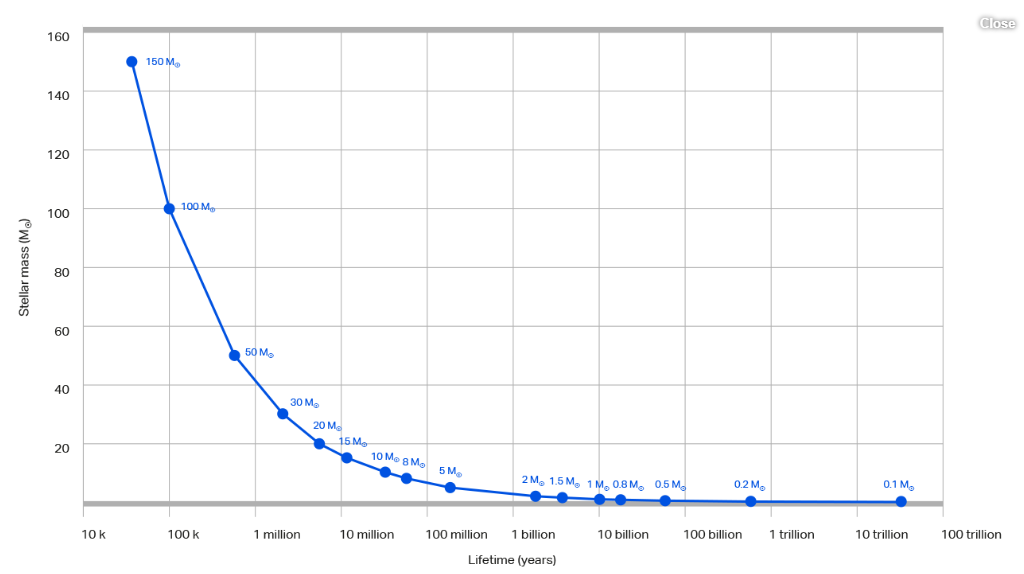 Close
160
140
120
100
80
60
40
20
Stellar mass (M☉)
150 M☉
100 M☉
50 M☉
30 M☉
20 M☉
15 M☉
10 M☉
8 M☉
5 M☉
2 M☉
1.5 M☉
1 M☉
0.8 M☉
0.5 M☉
0.2 M☉
0.1 M☉
10 k
100 k
1 million
10 million
100 million
1 billion
10 billion
100 billion
1 trillion
10 trillion
100 trillion
Lifetime (years)